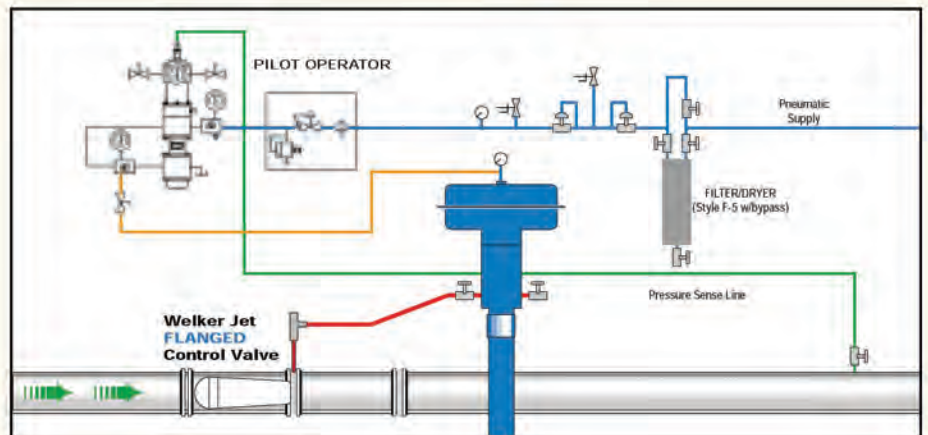 PILOT OPERATOR
Pneumatic
Supply
FILTER/DRYER
(Style F-5 w/bypass)
Pressure Sense Line
Welker Jet
FLANGED
Control Valve